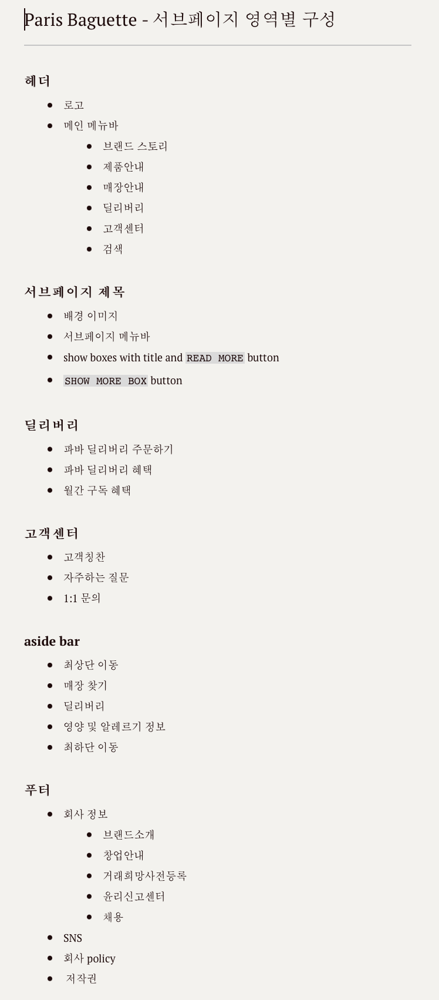 Paris Baguette - 서브페이지 영역별 구성
헤더
로고
메인 메뉴바
브랜드 스토리
제품안내
매장안내
딜리버리
고객센터
검색
서브페이지 제목
배경 이미지
서브페이지 메뉴바
show boxes with title and READ MORE button
SHOW MORE BOX button
딜리버리
파바 딜리버리 주문하기
파바 딜리버리 혜택
월간 구독 혜택
고객센터
고객칭찬
자주하는 질문
1:1 문의
aside bar
최상단 이동
매장 찾기
딜리버리
영양 및 알레르기 정보
최하단 이동
푸터
회사 정보
브랜드소개
창업안내
거래희망사전등록
윤리신고센터
채용
SNS
회사 policy
저작권